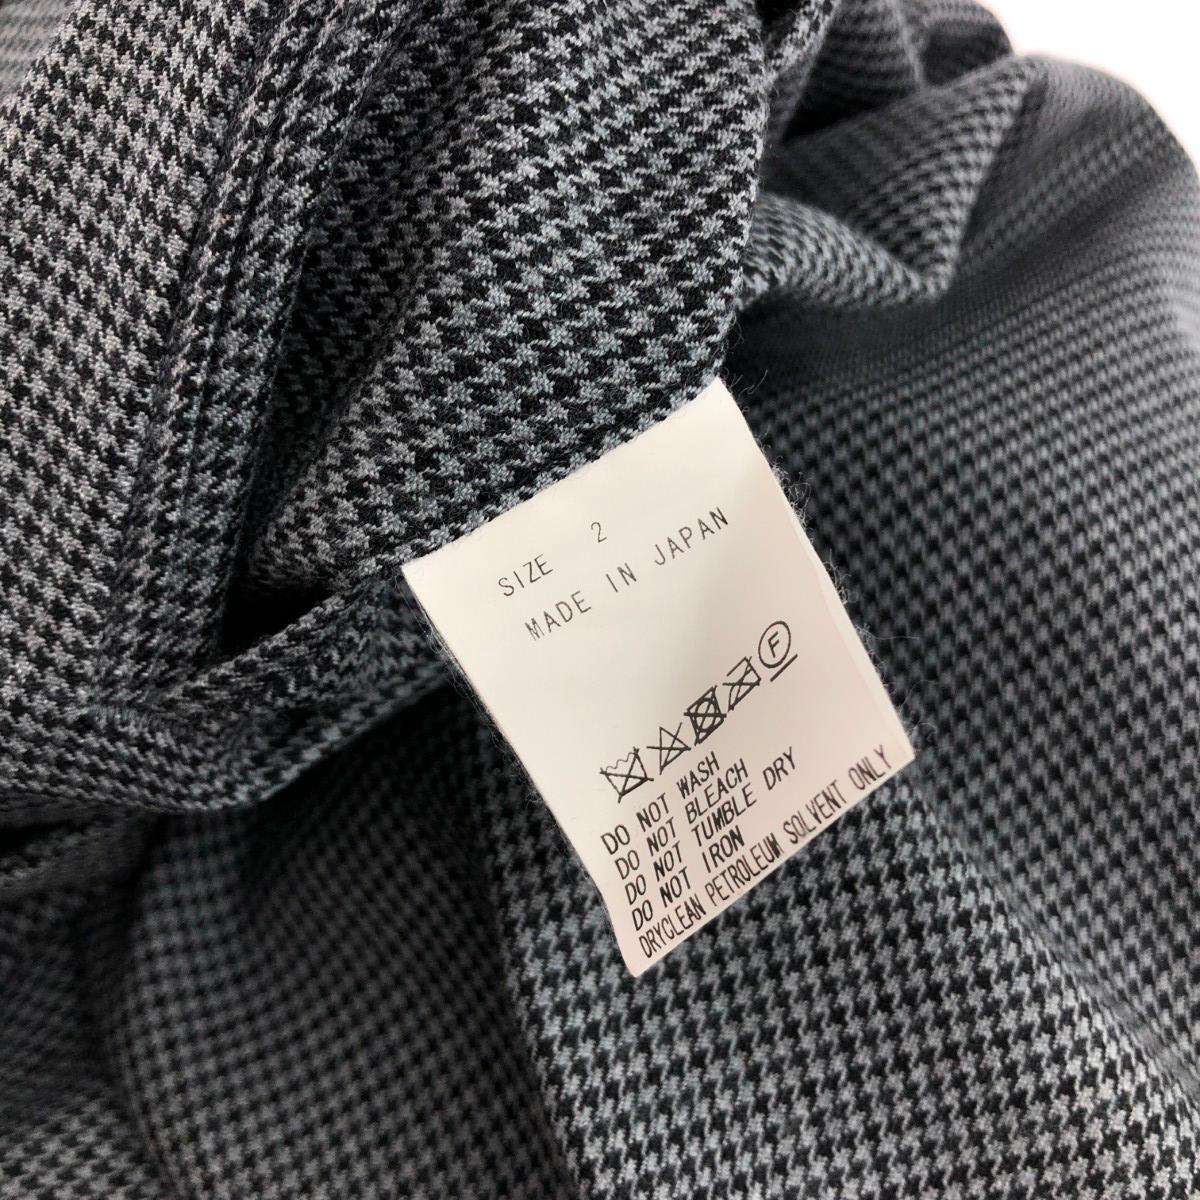 SIZE 2
MADE IN JAPAN
F
DO NOT WASH
DO NOT BLEACH
DO NOT TUMBLE DRY
DO NOT IRON
DRYCLEAN PETROLEUM SOLVENT ONLY